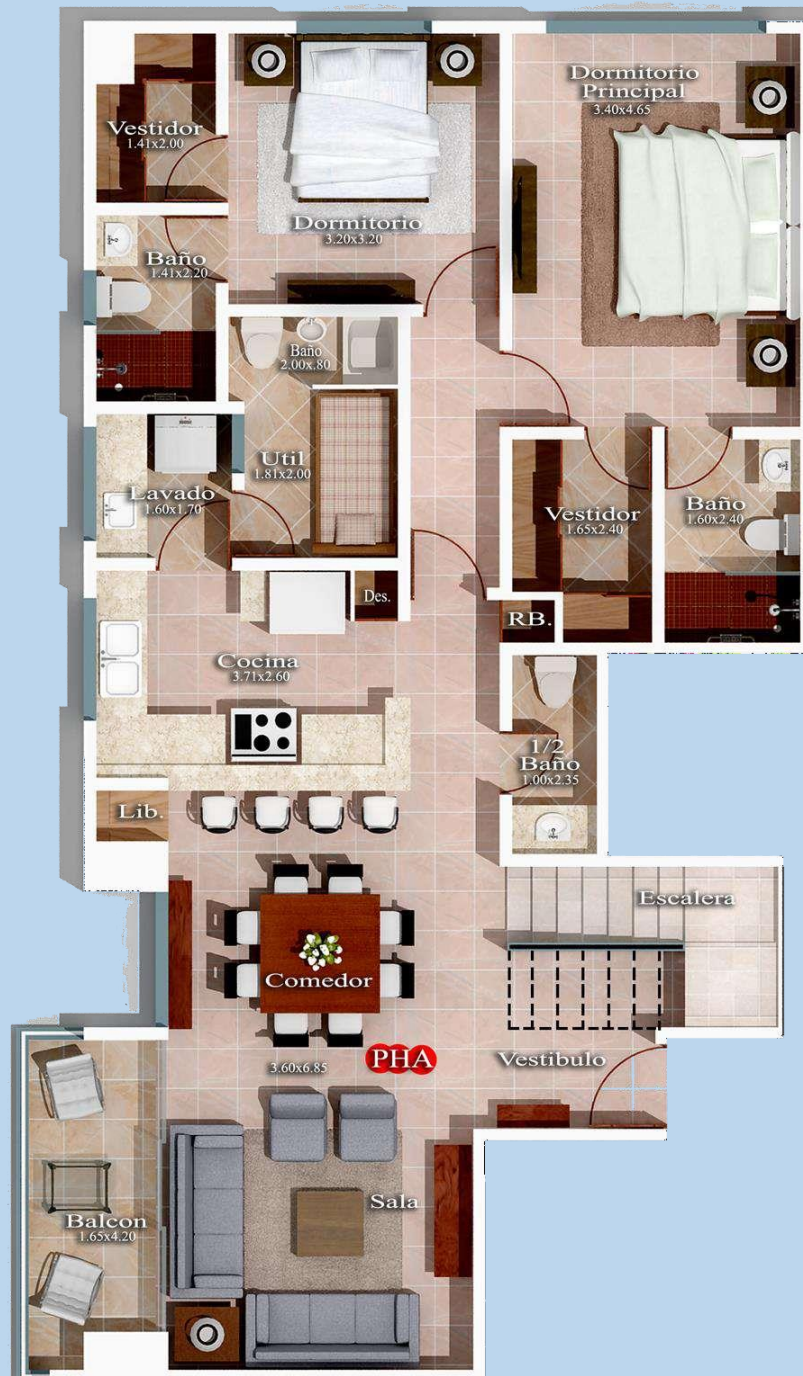 Dormitorio
Principal
3.40x4.65
Vestidor
1.41x2.00
Dormitorio
3.20x3.20
Baño
1.41x2.20
Baño
2.00x.80
Util
1.81x2.00
Lavado
1.60x1.70
Vestidor
1.65x2.40
Baño
1.60x2.40
Des.
RB.
Cocina
3.71x2.60
1/2
Baño
1.00x2.35
Lib.
Escalera
Comedor
PHA
Vestibulo
3.60x6.85
Sala
Balcon
1.65x4.20